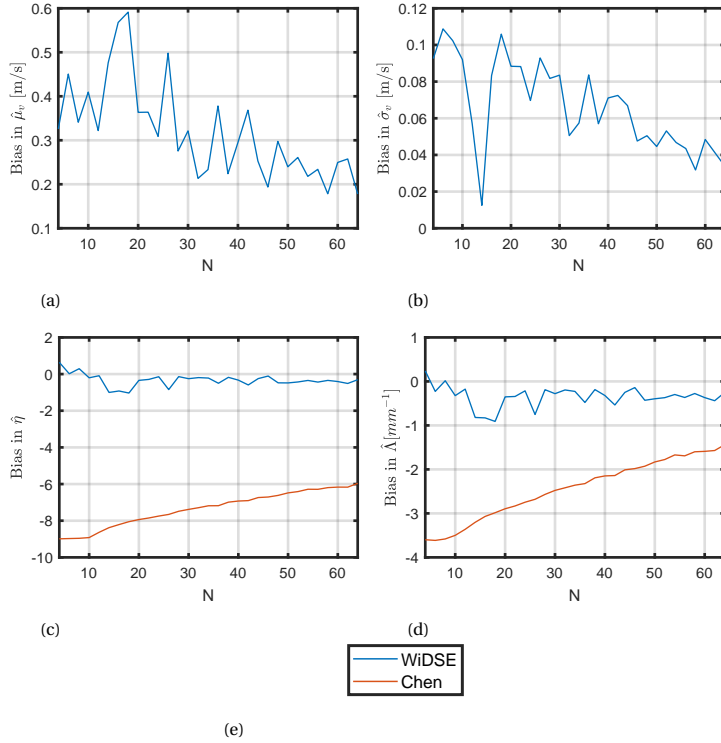 0.6
0.5
0.4
0.3
0.2
0.1
Bias in μ̂_v [m/s]
10 20 30 40 50 60
N
(a)
0.12
0.1
0.08
0.06
0.04
0.02
0
Bias in σ̂_v [m/s]
10 20 30 40 50 60
N
(b)
2
0
-2
-4
-6
-8
-10
Bias in η̂
10 20 30 40 50 60
N
(c)
1
0
-1
-2
-3
-4
Bias in Λ̂[mm⁻¹]
10 20 30 40 50 60
N
(d)
WiDSE
Chen
(e)